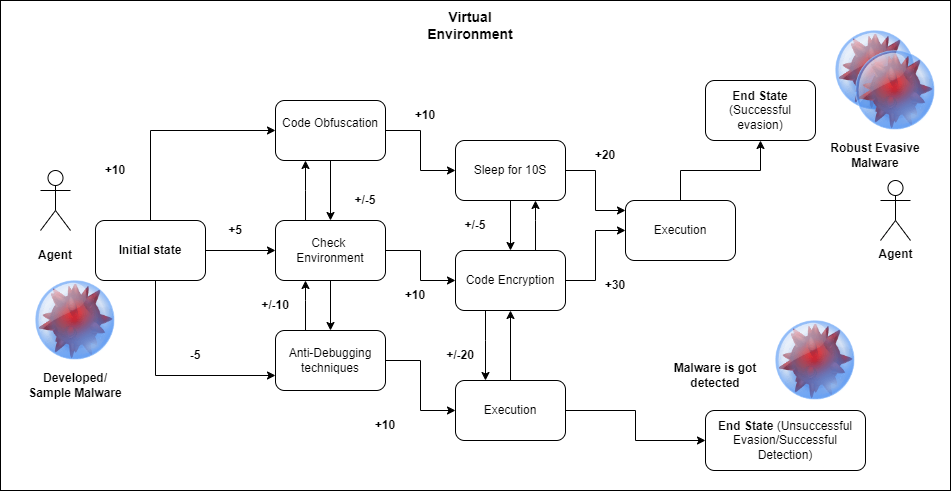 Virtual
Environment
Code Obfuscation
+10
End State
(Successful
evasion)
Robust Evasive
Malware
+10
Sleep for 10S
+20
+/-5
Agent
Initial state
+5
Check
Environment
+/-5
Execution
Agent
+/-10
+10
Code Encryption
+30
Developed/
Sample Malware
-5
Anti-Debugging
techniques
+/-20
Malware is got
detected
+10
Execution
End State (Unsuccessful
Evasion/Successful
Detection)